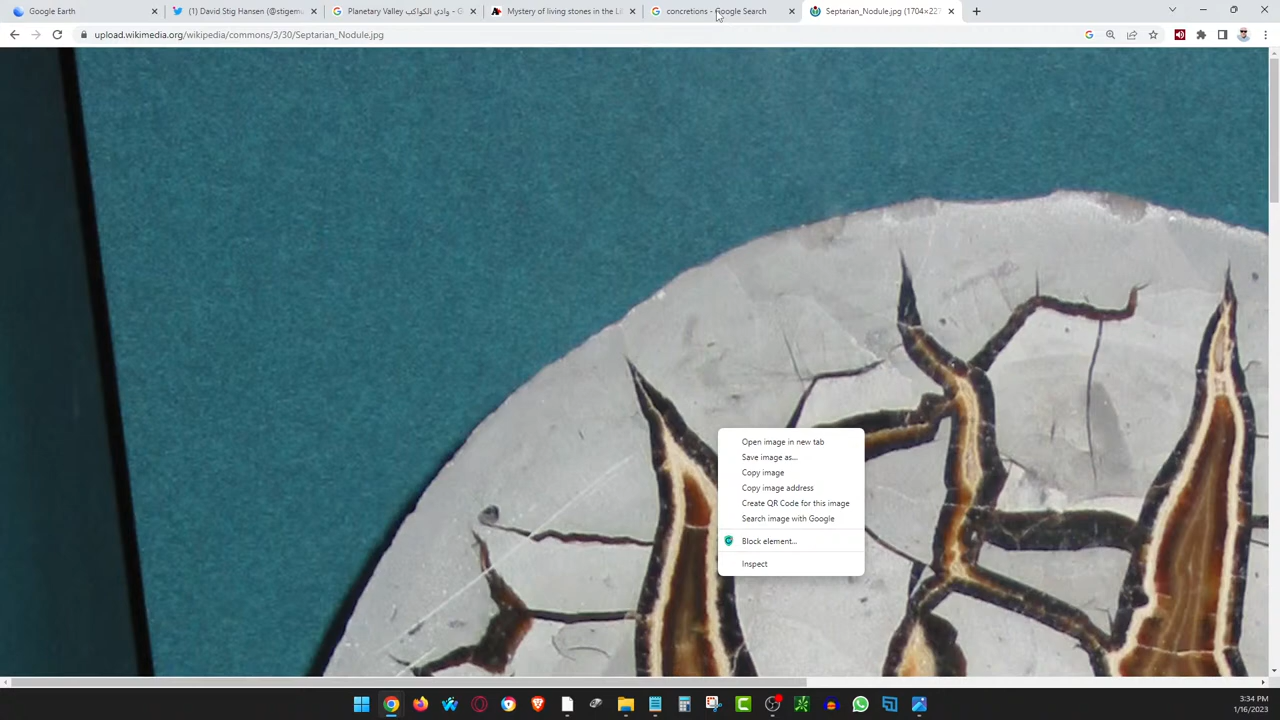 Google Earth
(1) David Stig Hansen (@stigem
Planetary Valley وادي الكواكب - G
Mystery of living stones in the Li
concretions - Google Search
Septarian_Nodule.jpg (1704×227
upload.wikimedia.org/wikipedia/commons/3/30/Septarian_Nodule.jpg
Open image in new tab
Save image as...
Copy image
Copy image address
Create QR Code for this image
Search image with Google
Block element...
Inspect
3:34 PM
1/16/2023